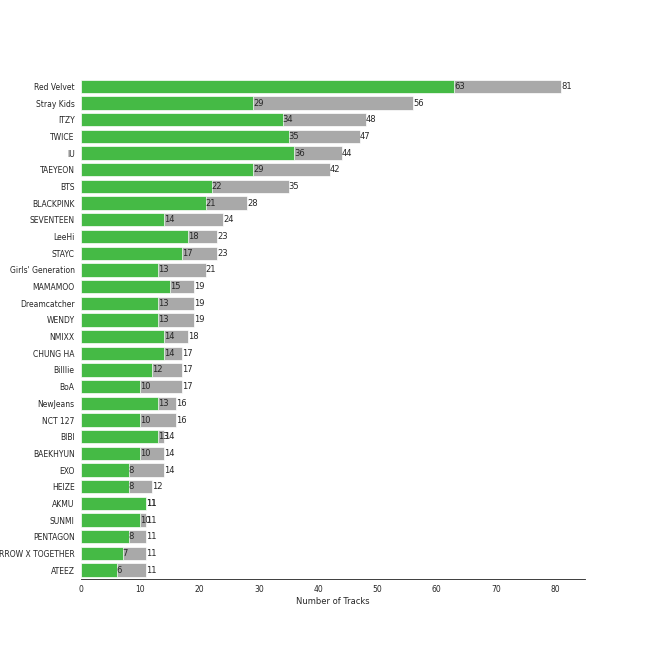 Red Velvet 63 81
Stray Kids 29 56
ITZY 34 48
TWICE 35 47
IU 36 44
TAEYEON 29 42
BTS 22 35
BLACKPINK 21 28
SEVENTEEN 14 24
LeeHi 18 23
STAYC 17 23
Girls' Generation 13 21
MAMAMOO 15 19
Dreamcatcher 13 19
WENDY 13 19
NMIXX 14 18
CHUNG HA 14 17
Billlie 12 17
BoA 10 17
NewJeans 13 16
NCT 127 10 16
BIBI 13 14
BAEKHYUN 10 14
EXO 8 14
HEIZE 8 12
AKMU 11 11
SUNMI 10 11
PENTAGON 8 11
RROW X TOGETHER 7 11
ATEEZ 6 11
0 10 20 30 40 50 60 70 80
Number of Tracks